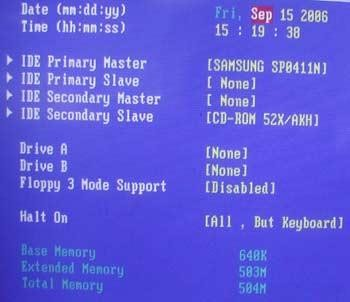 Date (mm:dd:yy) Fri, Sep 15 2006
Time (hh:mm:ss) 15 : 19 : 38
IDE Primary Master [SAMSUNG SP0411N]
IDE Primary Slave [ None]
IDE Secondary Master [ None]
IDE Secondary Slave [CD-ROM 52X/AKH]
Drive A [None]
Drive B [None]
Floppy 3 Mode Support [Disabled]
Halt On [All , But Keyboard]
Base Memory 640K
Extended Memory 503M
Total Memory 504M